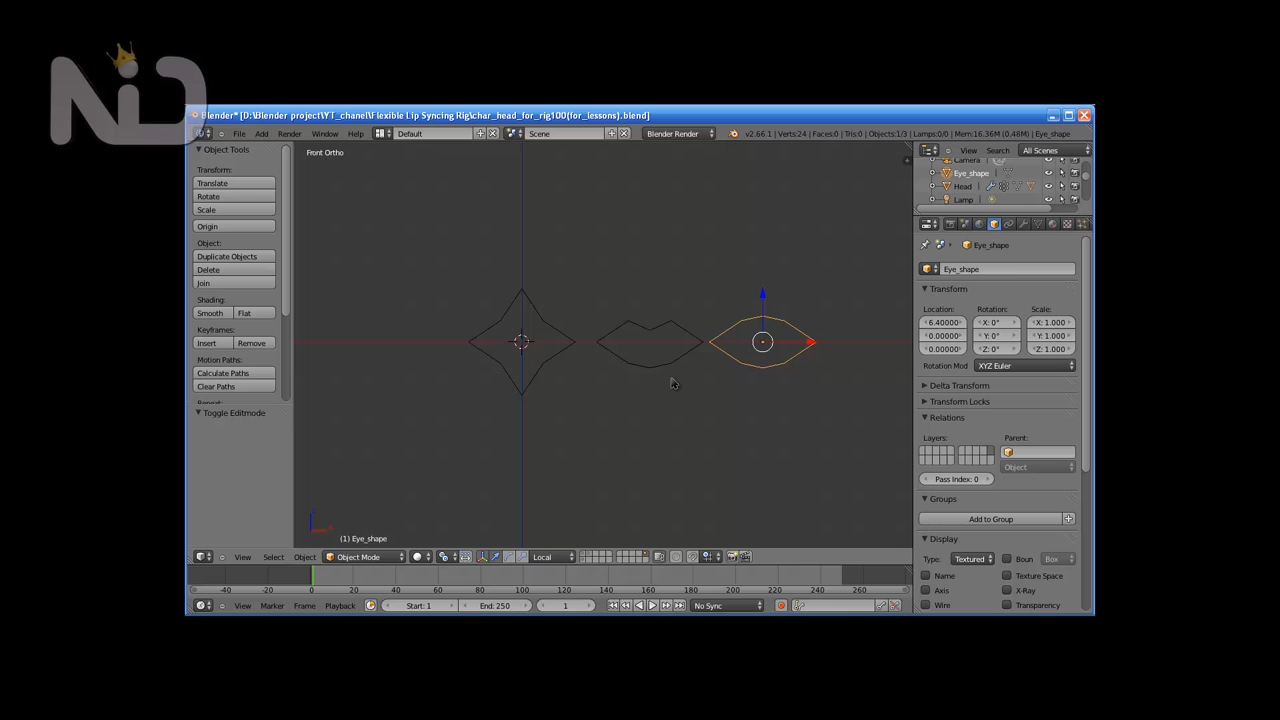 NiD
Blender* [D:\Blender project\YT_chanel\Flexible Lip Syncing Rig\char_head_for_rig100(for_lessons).blend]
File Add Render Window Help
Default
Scene
Blender Render
v2.66.1 | Verts:24 | Faces:0 | Tris:0 | Objects:1/3 | Lamps:0/0 | Mem:16.36M (0.48M) | Eye_shape
Object Tools
Transform:
Translate
Rotate
Scale
Origin
Object:
Duplicate Objects
Delete
Join
Shading:
Smooth Flat
Keyframes:
Insert Remove
Motion Paths:
Calculate Paths
Clear Paths
Toggle Editmode
Front Ortho
(1) Eye_shape
View Search All Scenes
Camera
Eye_shape
Head
Lamp
Eye_shape
Eye_shape
Transform
Location: Rotation: Scale:
6.40000 X: 0° X: 1.000
0.00000 Y: 0° Y: 1.000
0.00000 Z: 0° Z: 1.000
Rotation Mod XYZ Euler
Delta Transform
Transform Locks
Relations
Layers: Parent:
Object
Pass Index: 0
Groups
Add to Group
Display
Type: Textured Boun Box
Name Texture Space
Axis X-Ray
Wire Transparency
View Select Object Object Mode Local
-40 -20 0 20 40 60 80 100 120 140 160 180 200 220 240 260
View Marker Frame Playback Start: 1 End: 250 1 No Sync